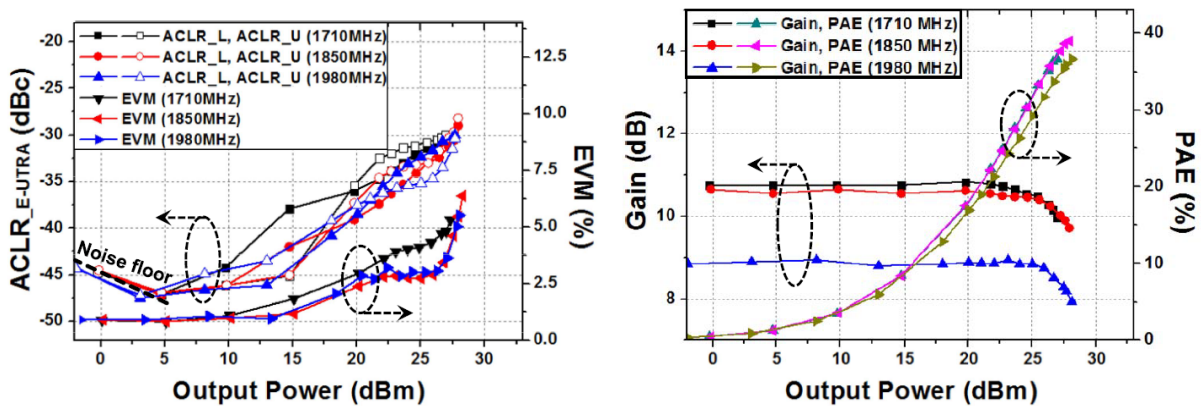 ACLR_L, ACLR_U (1710MHz)
ACLR_L, ACLR_U (1850MHz)
ACLR_L, ACLR_U (1980MHz)
EVM (1710MHz)
EVM (1850MHz)
EVM (1980MHz)
Noise floor
ACLR_E-UTRA (dBc)
-20
-25
-30
-35
-40
-45
-50
EVM (%)
12.5
10.0
7.5
5.0
2.5
0.0
0 5 10 15 20 25 30
Output Power (dBm)
Gain, PAE (1710 MHz)
Gain, PAE (1850 MHz)
Gain, PAE (1980 MHz)
Gain (dB)
14
12
10
8
PAE (%)
40
30
20
10
0
0 5 10 15 20 25 30
Output Power (dBm)